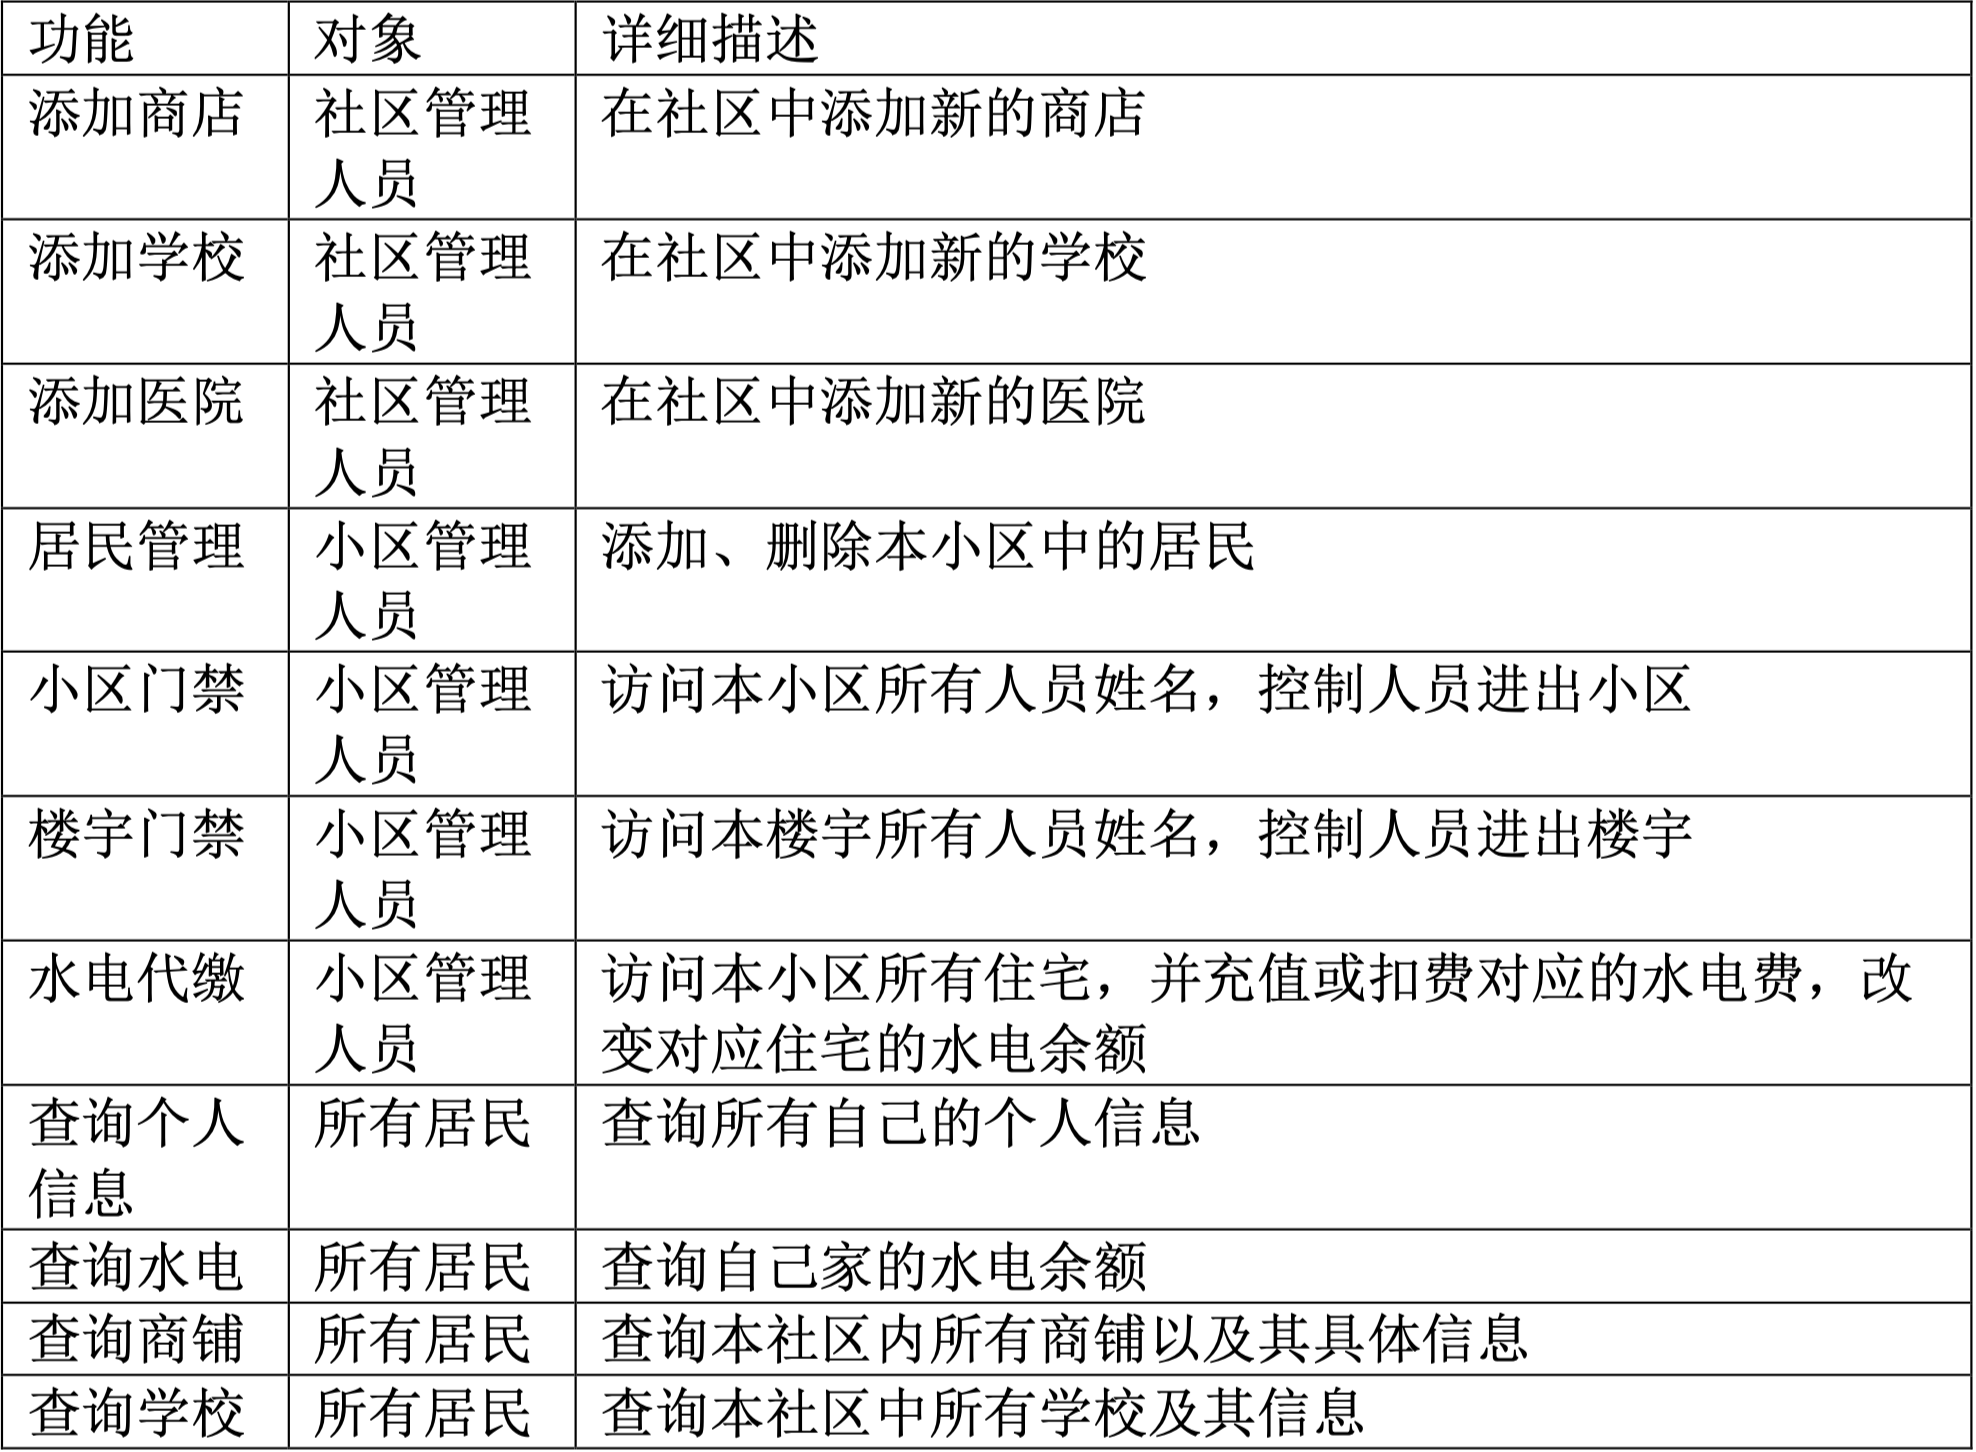 功能 对象 详细描述
添加商店 社区管理 在社区中添加新的商店
人员
添加学校 社区管理 在社区中添加新的学校
人员
添加医院 社区管理 在社区中添加新的医院
人员
居民管理 小区管理 添加、删除本小区中的居民
人员
小区门禁 小区管理 访问本小区所有人员姓名，控制人员进出小区
人员
楼宇门禁 小区管理 访问本楼宇所有人员姓名，控制人员进出楼宇
人员
水电代缴 小区管理 访问本小区所有住宅，并充值或扣费对应的水电费，改
人员 变对应住宅的水电余额
查询个人 所有居民 查询所有自己的个人信息
信息
查询水电 所有居民 查询自己家的水电余额
查询商铺 所有居民 查询本社区内所有商铺以及其具体信息
查询学校 所有居民 查询本社区中所有学校及其信息